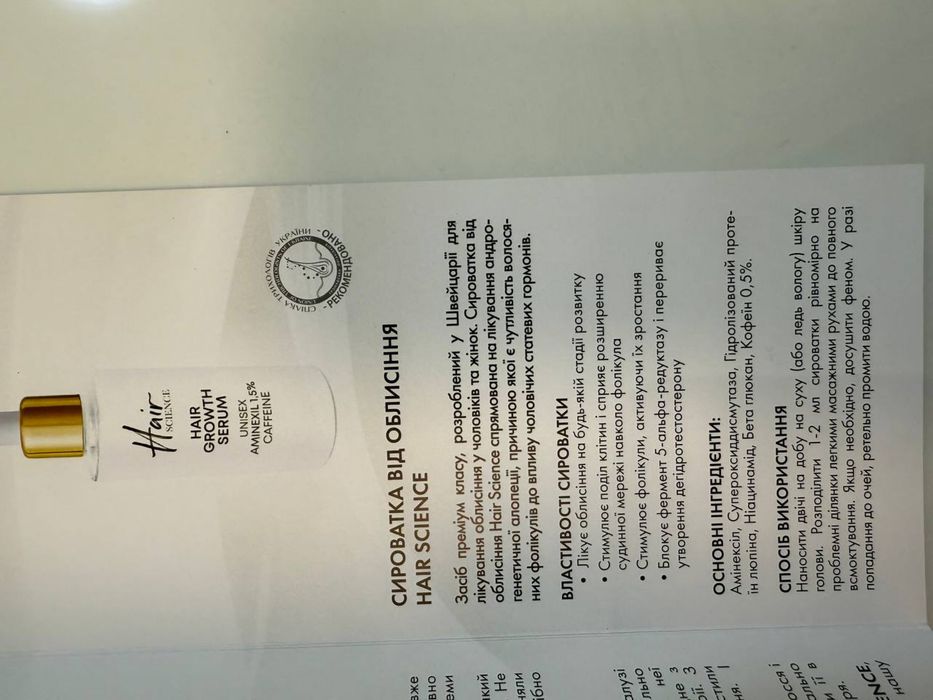 Hair
SCIENCE
HAIR
GROWTH
SERUM
UNISEX
AMINEXIL 1,5%
CAFFEINE
СПІЛКА ТРИХОЛОГІВ УКРАЇНИ
-РЕКОМЕНДОВАНО-
СИРОВАТКА ВІД ОБЛИСІННЯ
HAIR SCIENCE
Засіб преміум класу, розроблений у Швейцарії для
лікування облисіння у чоловіків та жінок. Сироватка від
облисіння Hair Science спрямована на лікування андро-
генетичної алопеції, причиною якої є чутливість волося-
них фолікулів до впливу чоловічих статевих гормонів.
ВЛАСТИВОСТІ СИРОВАТКИ
• Лікує облисіння на будь-якій стадії розвитку
• Стимулює поділ клітин і сприяє розширенню
судинної мережі навколо фолікула
• Стимулює фолікули, активуючи їх зростання
• Блокує фермент 5-альфа-редуктазу і перериває
утворення дегідротестостерону
ОСНОВНІ ІНГРЕДІЄНТИ:
Амінексіл, Супероксиддисмутаза, Гідролізований проте-
їн люпіна, Ніацинамід, Бета глюкан, Кофеїн 0,5%.
СПОСІБ ВИКОРИСТАННЯ
Наносити двічі на добу на суху (або ледь вологу) шкіру
голови. Розподілити 1-2 мл сироватки рівномірно на
проблемні ділянки легкими масажними рухами до повного
всмоктування. Якщо необхідно, досушити феном. У разі
попадання до очей, ретельно промити водою.